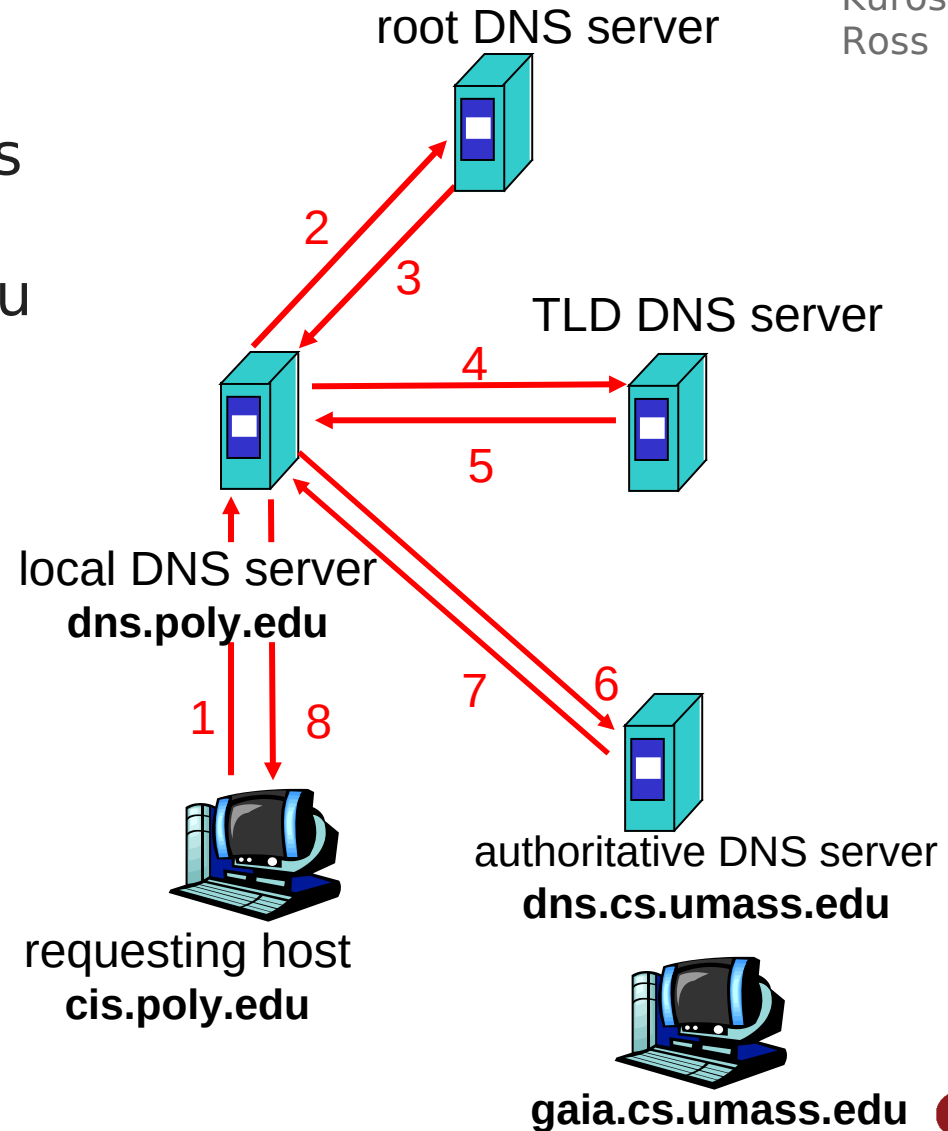 root DNS server
Ross
2
3
TLD DNS server
4
5
local DNS server
dns.poly.edu
7
6
1
8
authoritative DNS server
dns.cs.umass.edu
requesting host
cis.poly.edu
gaia.cs.umass.edu